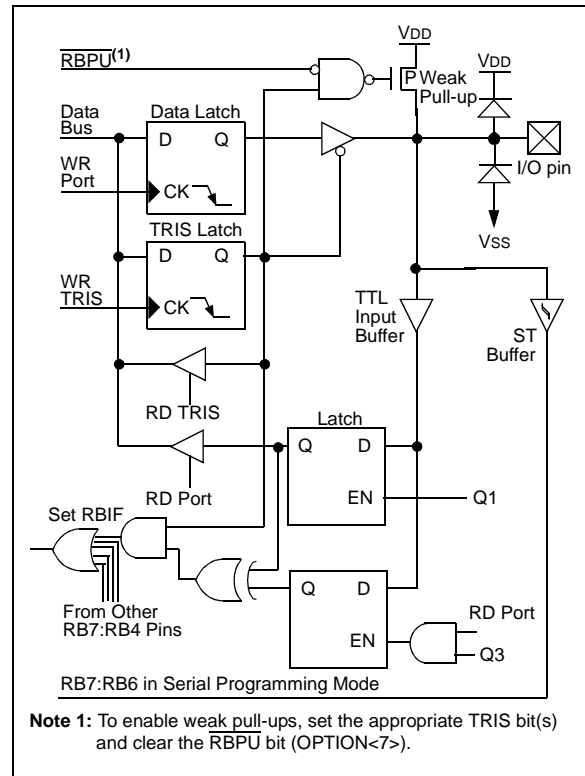 VDD
RBPU(1)
P Weak
Pull-up
VDD
Data
Bus
Data Latch
D Q
WR
Port
CK
I/O pin
TRIS Latch
D Q
VSS
WR
TRIS
CK
TTL
Input
Buffer
ST
Buffer
RD TRIS
Latch
Q D
RD Port
EN
Q1
Set RBIF
Q D
From Other
RB7:RB4 Pins
RD Port
EN
Q3
RB7:RB6 in Serial Programming Mode
Note 1: To enable weak pull-ups, set the appropriate TRIS bit(s)
and clear the RBPU bit (OPTION<7>).